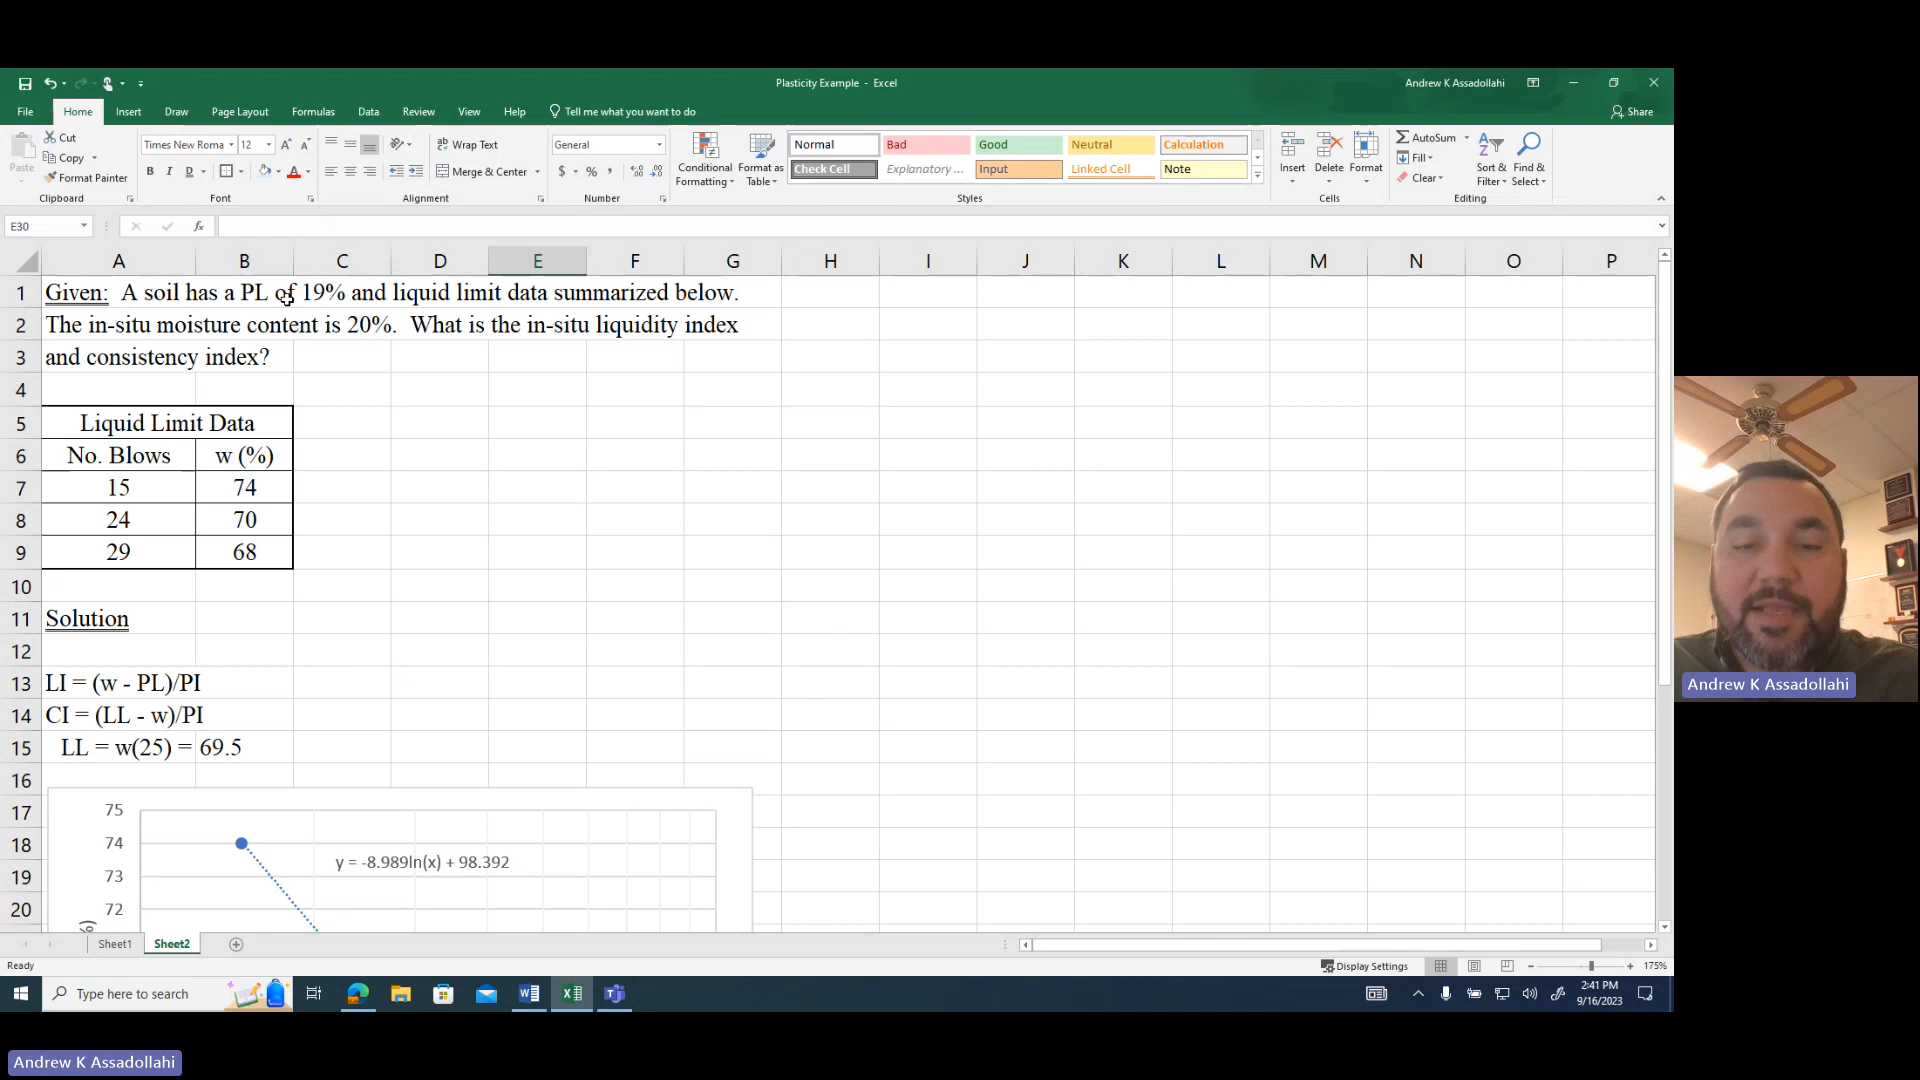 Plasticity Example - Excel
Andrew K Assadollahi
File Home Insert Draw Page Layout Formulas Data Review View Help Tell me what you want to do
Share
Paste
Cut
Copy
Format Painter
Clipboard
Times New Roma 12
B I D
Font
Wrap Text
Merge & Center
Alignment
General
$ % ,
Number
Conditional Formatting
Format as Table
Normal Bad Good Neutral Calculation
Check Cell Explanatory ... Input Linked Cell Note
Styles
Insert Delete Format
Cells
AutoSum
Fill
Clear
Sort & Filter
Find & Select
Editing
E30
fx
A B C D E F G H I J K L M N O P
1 Given: A soil has a PL of 19% and liquid limit data summarized below.
2 The in-situ moisture content is 20%. What is the in-situ liquidity index
3 and consistency index?
4
5 Liquid Limit Data
6 No. Blows w (%)
7 15 74
8 24 70
9 29 68
10
11 Solution
12
13 LI = (w - PL)/PI
14 CI = (LL - w)/PI
15 LL = w(25) = 69.5
16
17 75
18 74
y = -8.989ln(x) + 98.392
19 73
20 72
Sheet1 Sheet2
Ready
Display Settings
175%
Type here to search
2:41 PM
9/16/2023
Andrew K Assadollahi
Andrew K Assadollahi